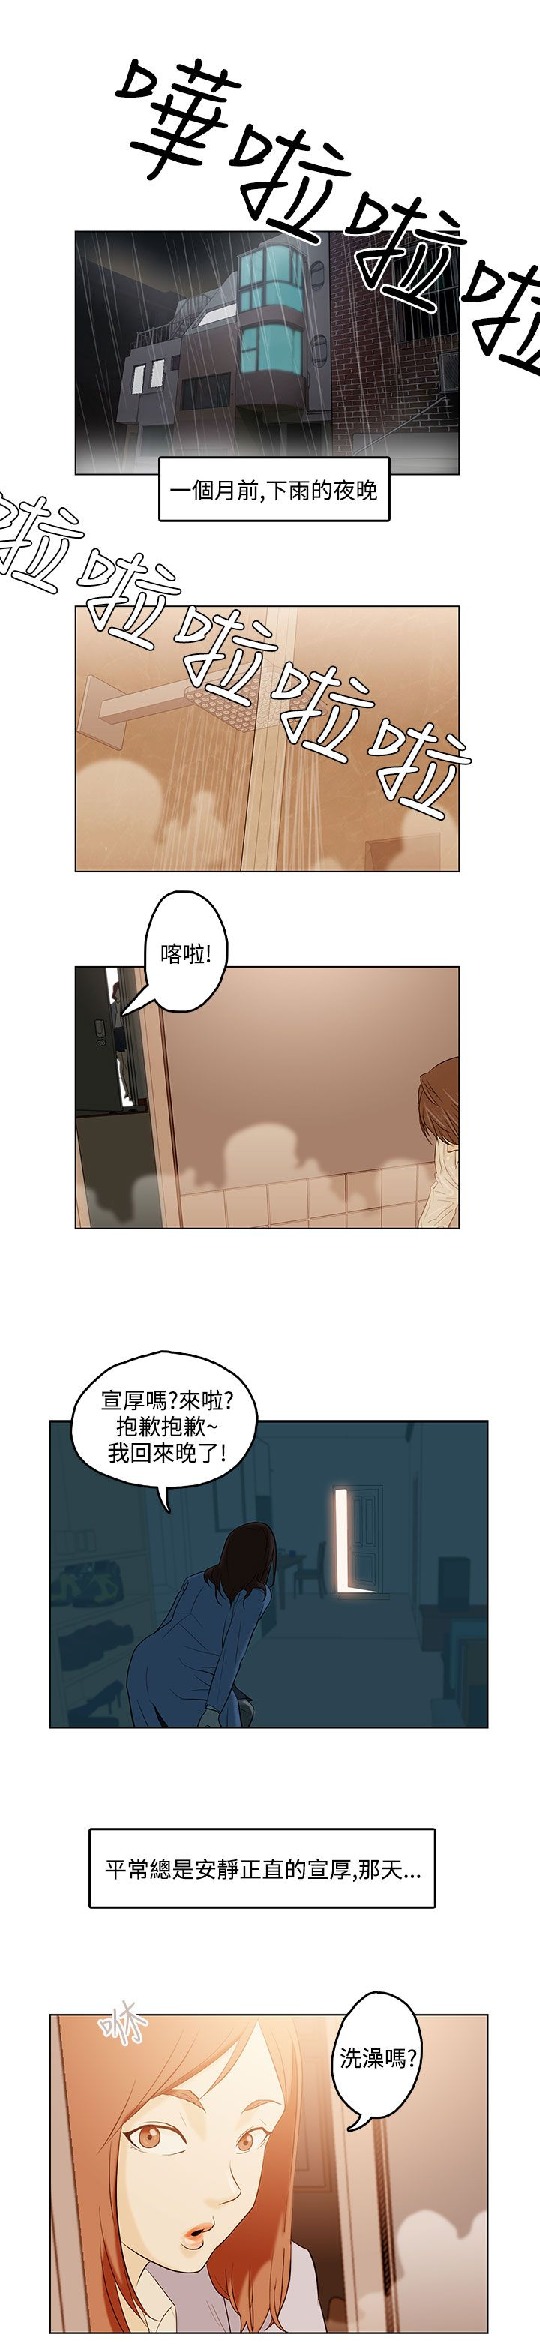 嘩啦啦啦
一個月前,下雨的夜晚
啦啦啦啦啦
喀啦!
宣厚嗎?來啦?
抱歉抱歉~
我回來晚了!
平常總是安靜正直的宣厚,那天...
咻
洗澡嗎?